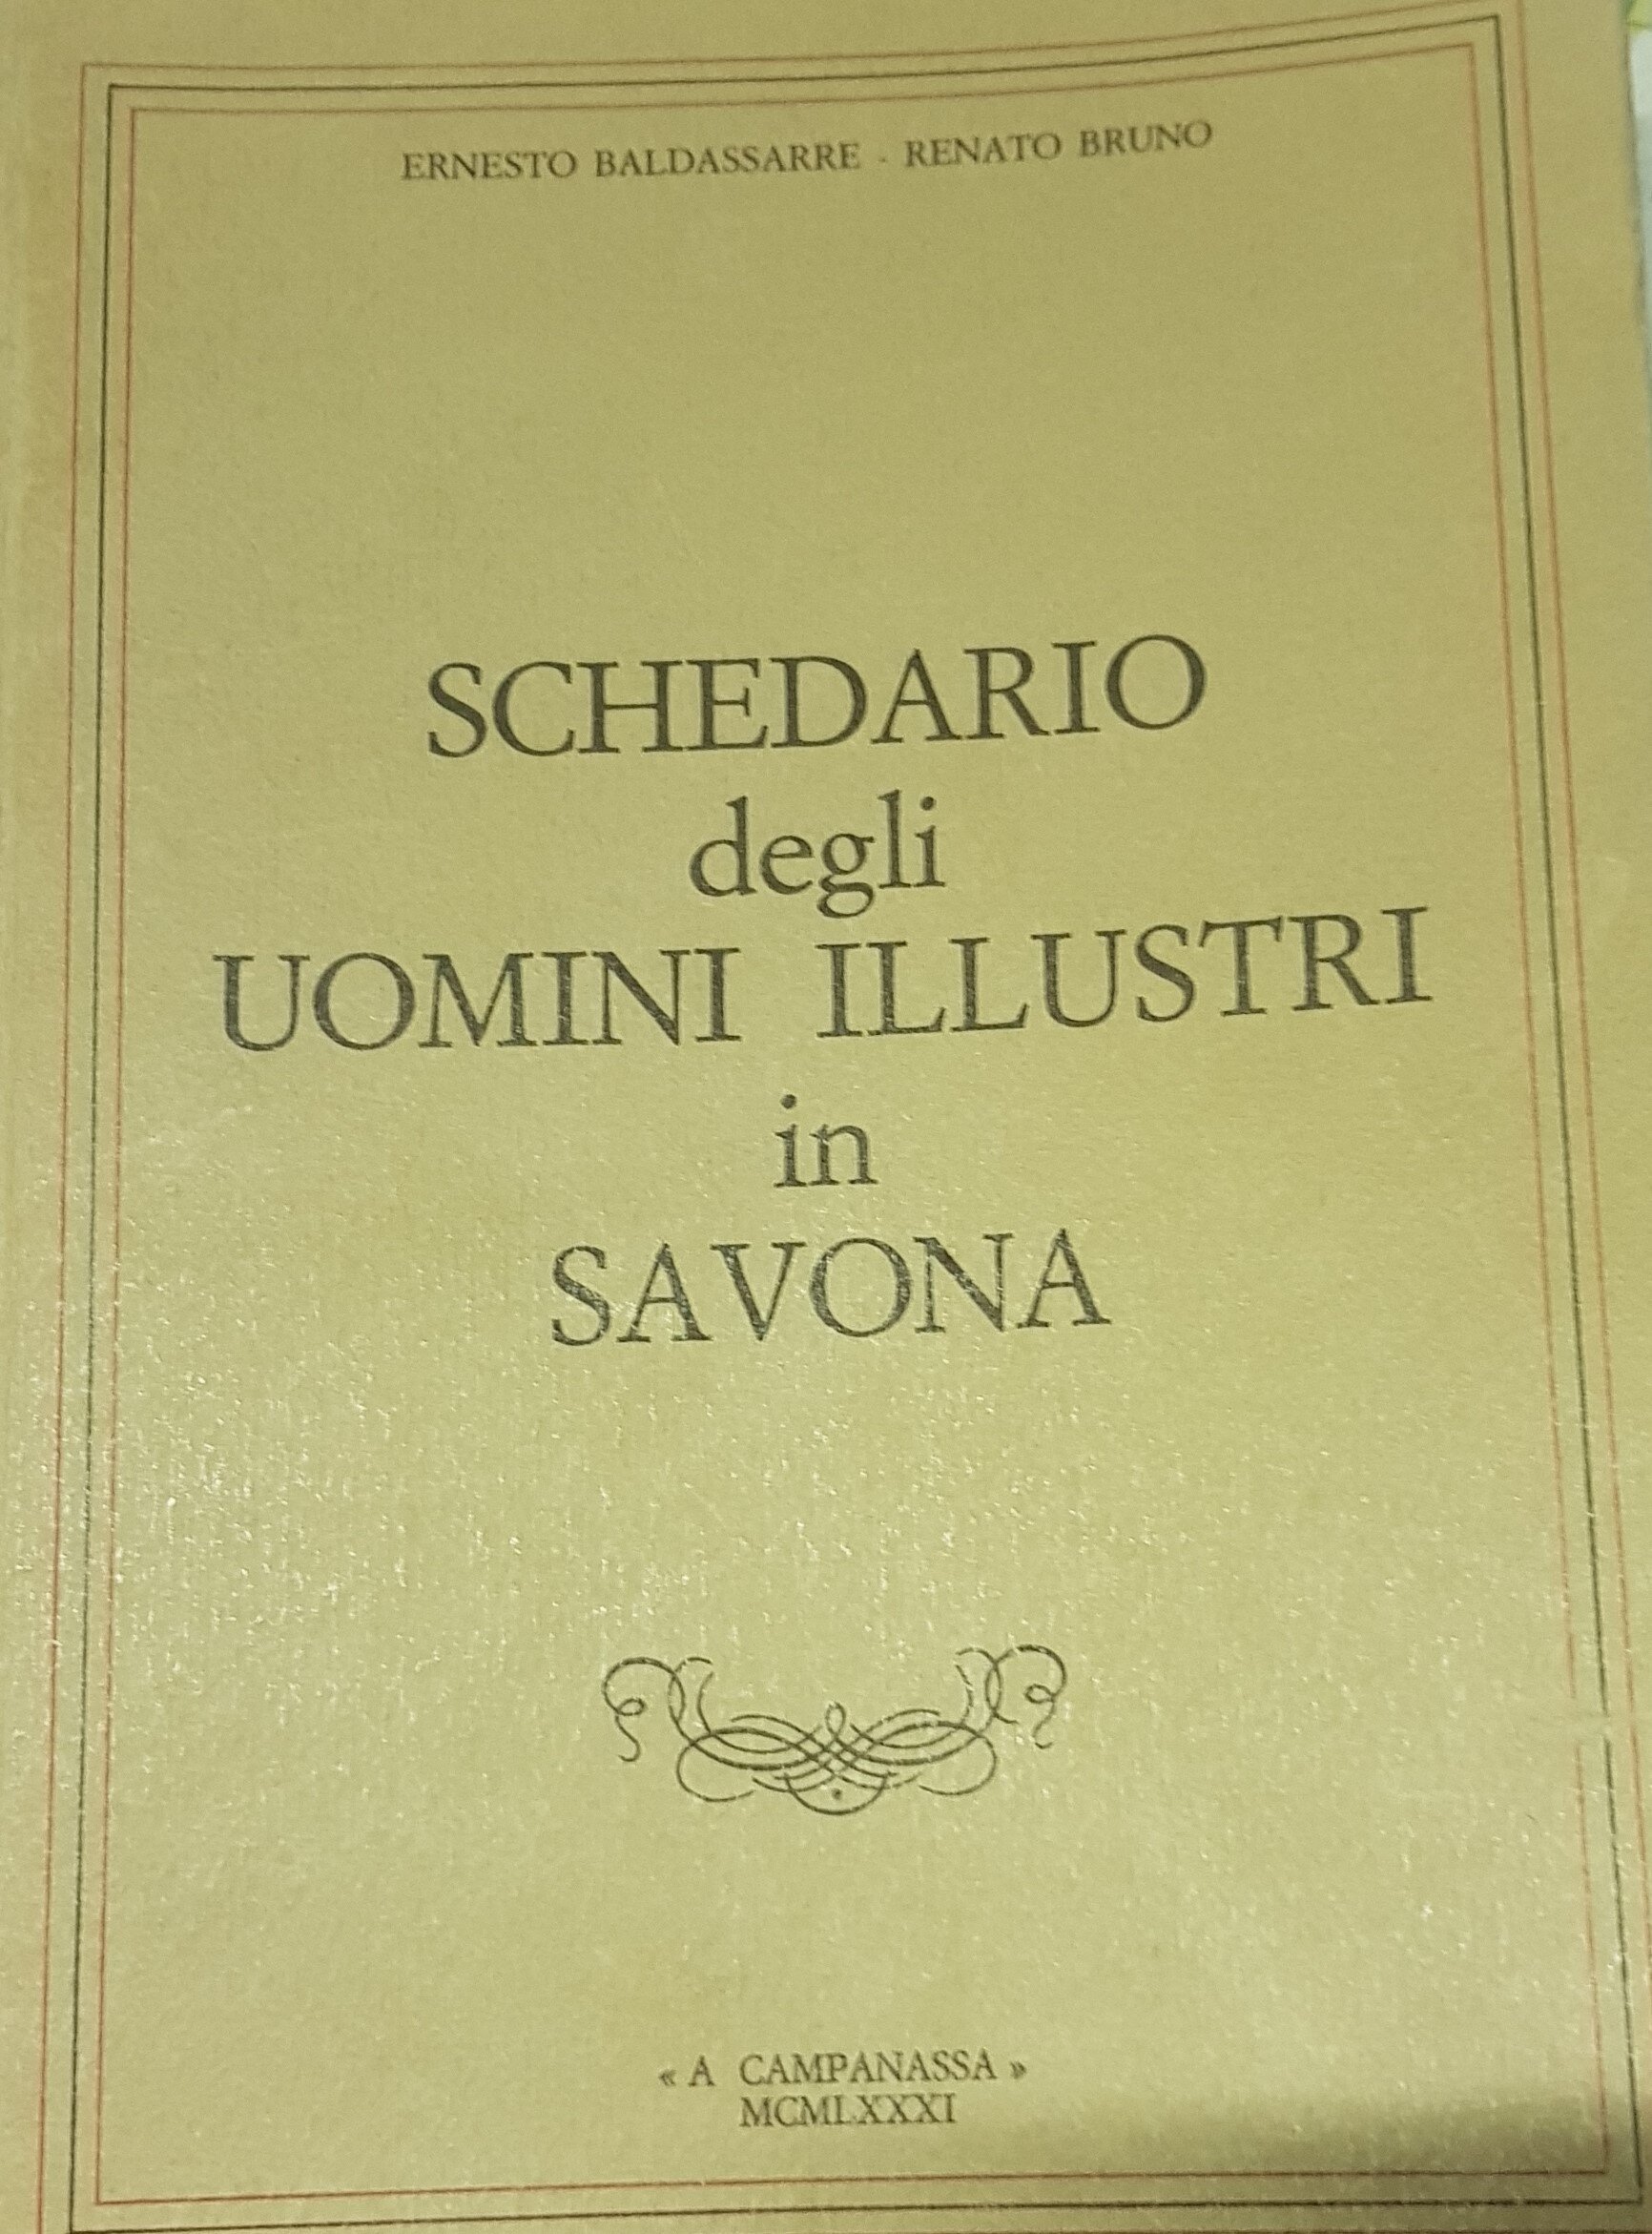 ERNESTO BALDASSARRE - RENATO BRUNO
SCHEDARIO
degli
UOMINI ILLUSTRI
in
SAVONA
« A CAMPANASSA »
MCMLXXXI